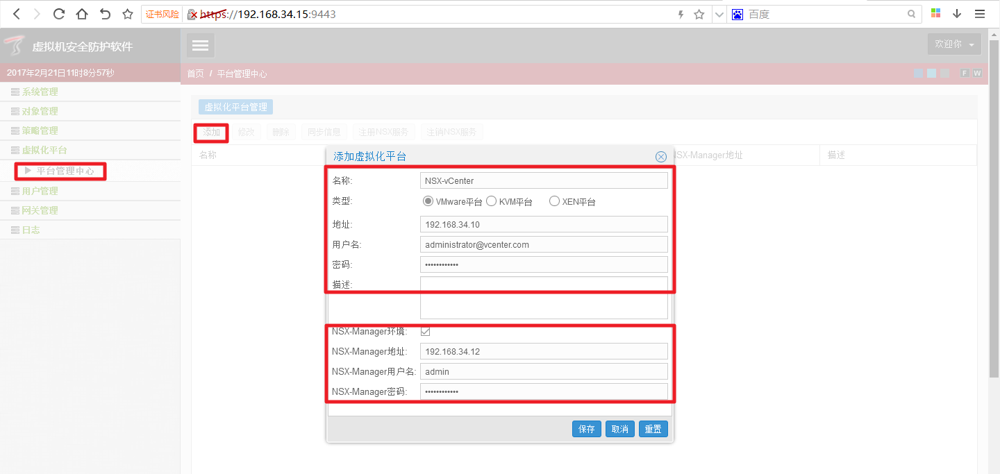 证书风险 https://192.168.34.15:9443 百度
虚拟机安全防护软件 欢迎你
2017年2月21日11时8分57秒 首页 / 平台管理中心 F W
系统管理
对象管理
策略管理
虚拟化平台
平台管理中心
用户管理
网关管理
日志
虚拟化平台管理
添加 修改 删除 同步信息 注册NSX服务 注销NSX服务
名称 NSX-Manager地址 描述
添加虚拟化平台
名称: NSX-vCenter
类型: VMware平台 KVM平台 XEN平台
地址: 192.168.34.10
用户名: administrator@vcenter.com
密码: ••••••••••••
描述:
NSX-Manager环境:
NSX-Manager地址: 192.168.34.12
NSX-Manager用户名: admin
NSX-Manager密码: ••••••••••••
保存 取消 重置